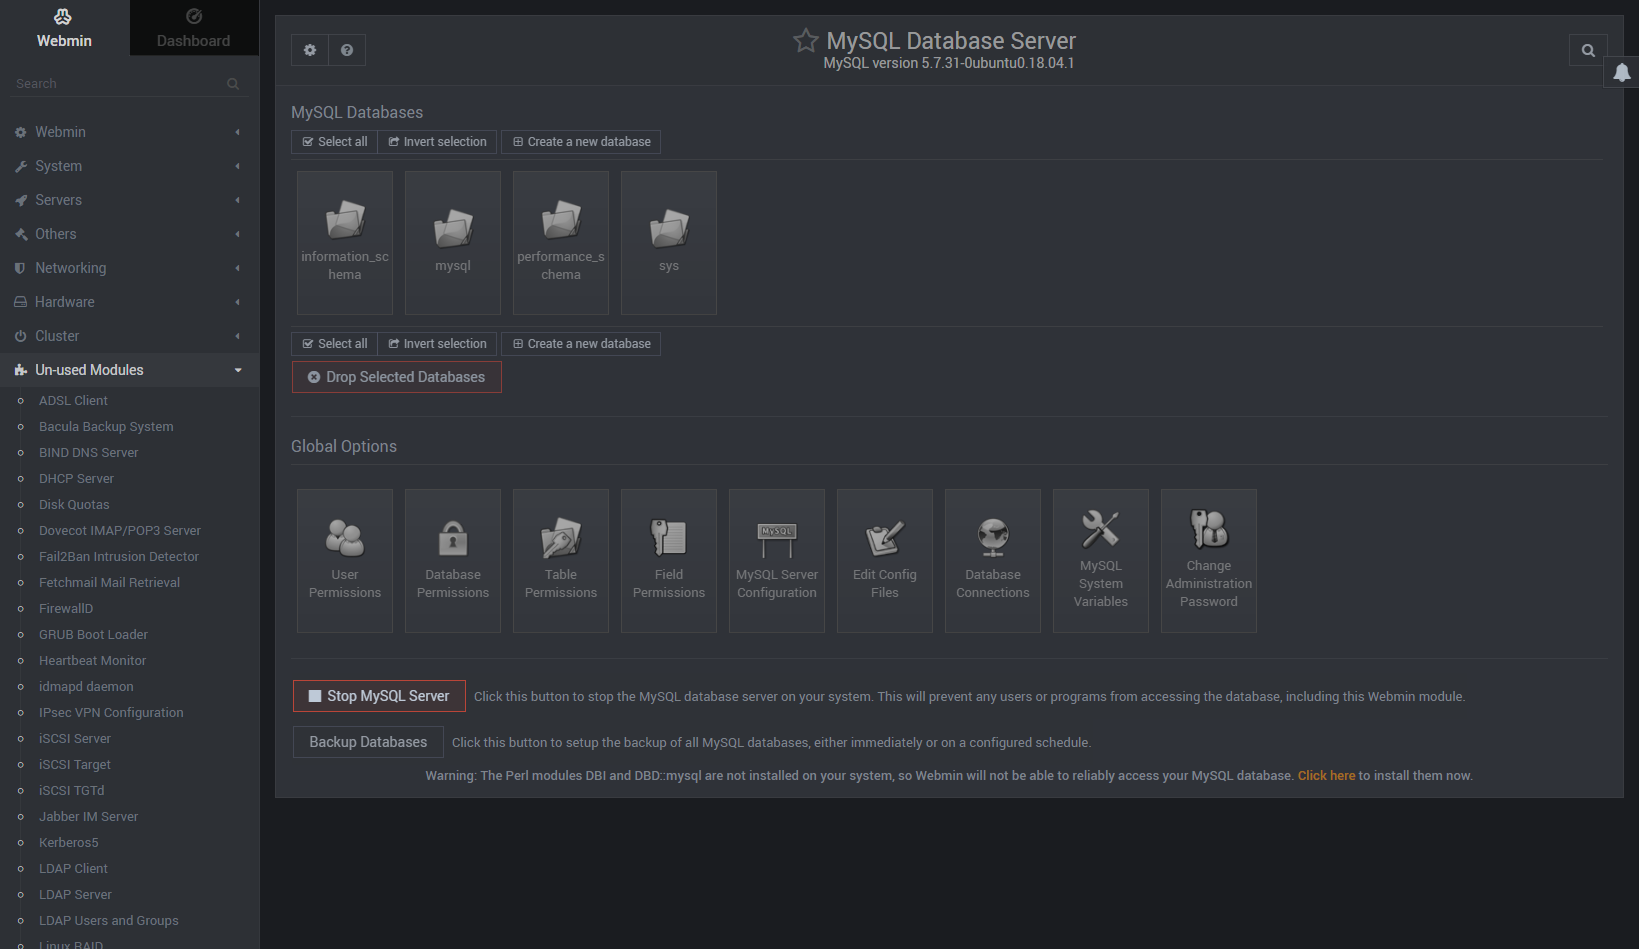 Webmin
Dashboard
Search
Webmin
System
Servers
Others
Networking
Hardware
Cluster
Un-used Modules
ADSL Client
Bacula Backup System
BIND DNS Server
DHCP Server
Disk Quotas
Dovecot IMAP/POP3 Server
Fail2Ban Intrusion Detector
Fetchmail Mail Retrieval
FirewallD
GRUB Boot Loader
Heartbeat Monitor
idmapd daemon
IPsec VPN Configuration
iSCSI Server
iSCSI Target
iSCSI TGTd
Jabber IM Server
Kerberos5
LDAP Client
LDAP Server
LDAP Users and Groups
Linux RAID
MySQL Database Server
MySQL version 5.7.31-0ubuntu0.18.04.1
MySQL Databases
Select all Invert selection Create a new database
information_sc
hema
mysql
performance_s
chema
sys
Select all Invert selection Create a new database
Drop Selected Databases
Global Options
User
Permissions
Database
Permissions
Table
Permissions
Field
Permissions
MySQL
MySQL Server
Configuration
Edit Config
Files
Database
Connections
MySQL
System
Variables
Change
Administration
Password
Stop MySQL Server Click this button to stop the MySQL database server on your system. This will prevent any users or programs from accessing the database, including this Webmin module.
Backup Databases Click this button to setup the backup of all MySQL databases, either immediately or on a configured schedule.
Warning: The Perl modules DBI and DBD::mysql are not installed on your system, so Webmin will not be able to reliably access your MySQL database. Click here to install them now.